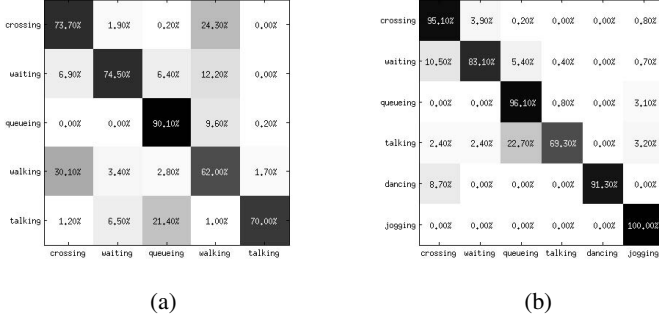 crossing 73.70% 1.90% 0.20% 24.30% 0.00%
waiting 6.90% 74.50% 6.40% 12.20% 0.00%
queueing 0.00% 0.00% 90.10% 9.60% 0.20%
walking 30.10% 3.40% 2.80% 62.00% 1.70%
talking 1.20% 6.50% 21.40% 1.00% 70.00%
crossing waiting queueing walking talking
(a)
crossing 95.10% 3.90% 0.20% 0.00% 0.00% 0.80%
waiting 10.50% 83.10% 5.40% 0.40% 0.00% 0.70%
queueing 0.00% 0.00% 96.10% 0.80% 0.00% 3.10%
talking 2.40% 2.40% 22.70% 69.30% 0.00% 3.20%
dancing 8.70% 0.00% 0.00% 0.00% 91.30% 0.00%
jogging 0.00% 0.00% 0.00% 0.00% 0.00% 100.00%
crossing waiting queueing talking dancing jogging
(b)